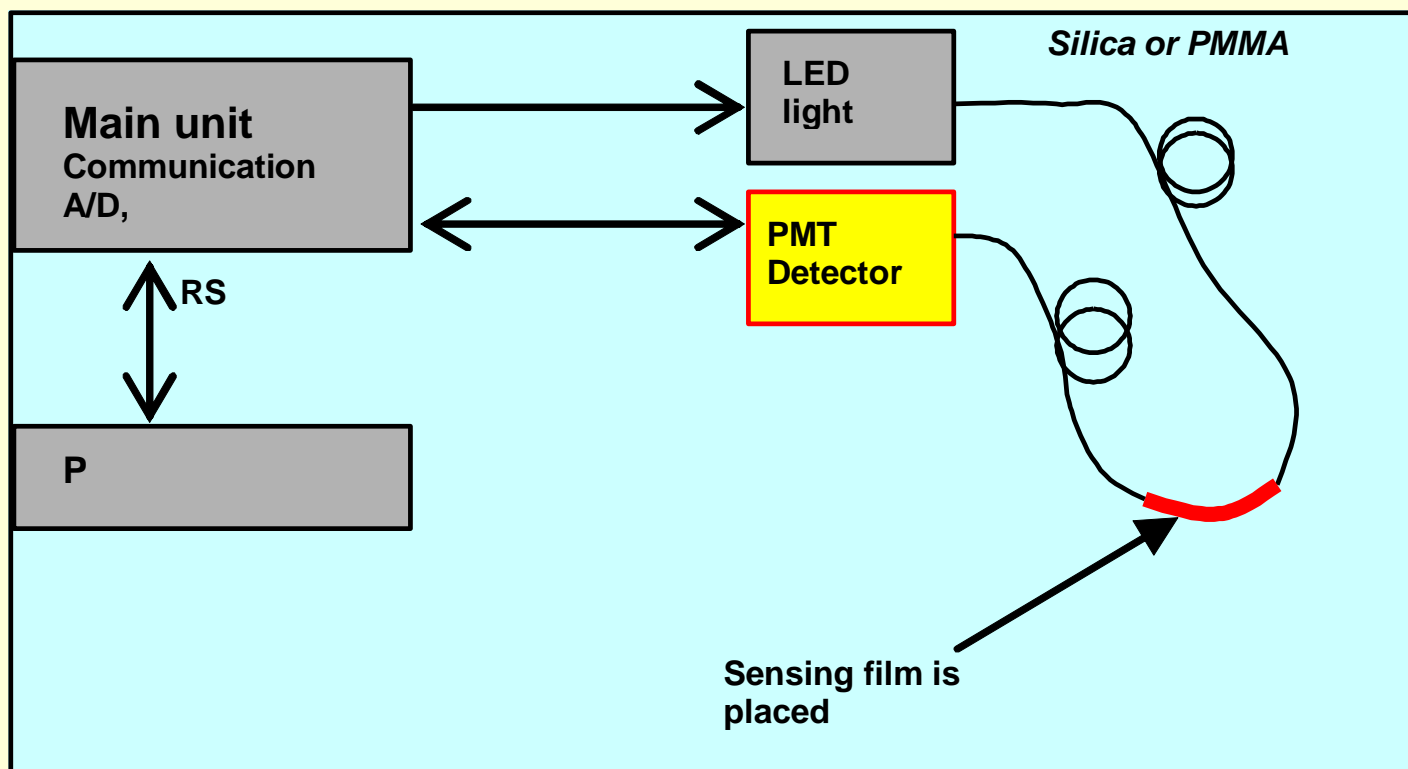 Silica or PMMA
LED
light
Main unit
Communication
A/D,
PMT
Detector
RS
P
Sensing film is
placed